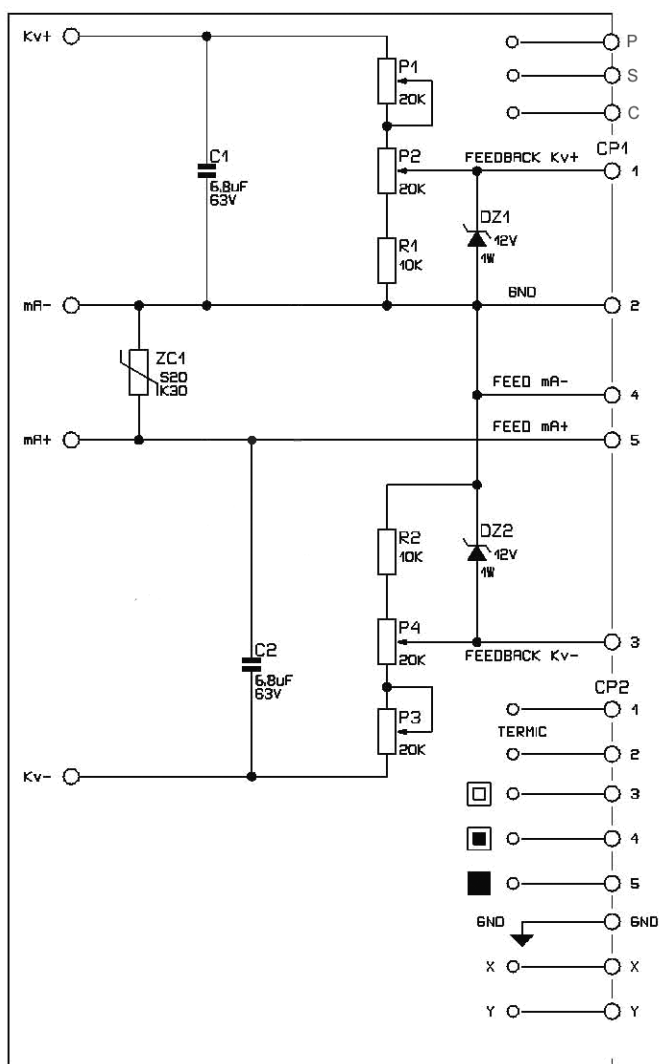 Kv+
P
P1
20K
S
C
CP1
C1
6.8uF
63V
P2
20K
FEEDBACK Kv+
1
DZ1
12V
1W
R1
10K
mA-
GND
2
ZC1
S20
K30
FEED mA-
4
mA+
FEED mA+
5
R2
10K
DZ2
12V
1W
P4
20K
FEEDBACK Kv-
3
C2
6.8uF
63V
CP2
P3
20K
1
TERMIC
2
Kv-
3
4
5
GND
GND
X
X
Y
Y